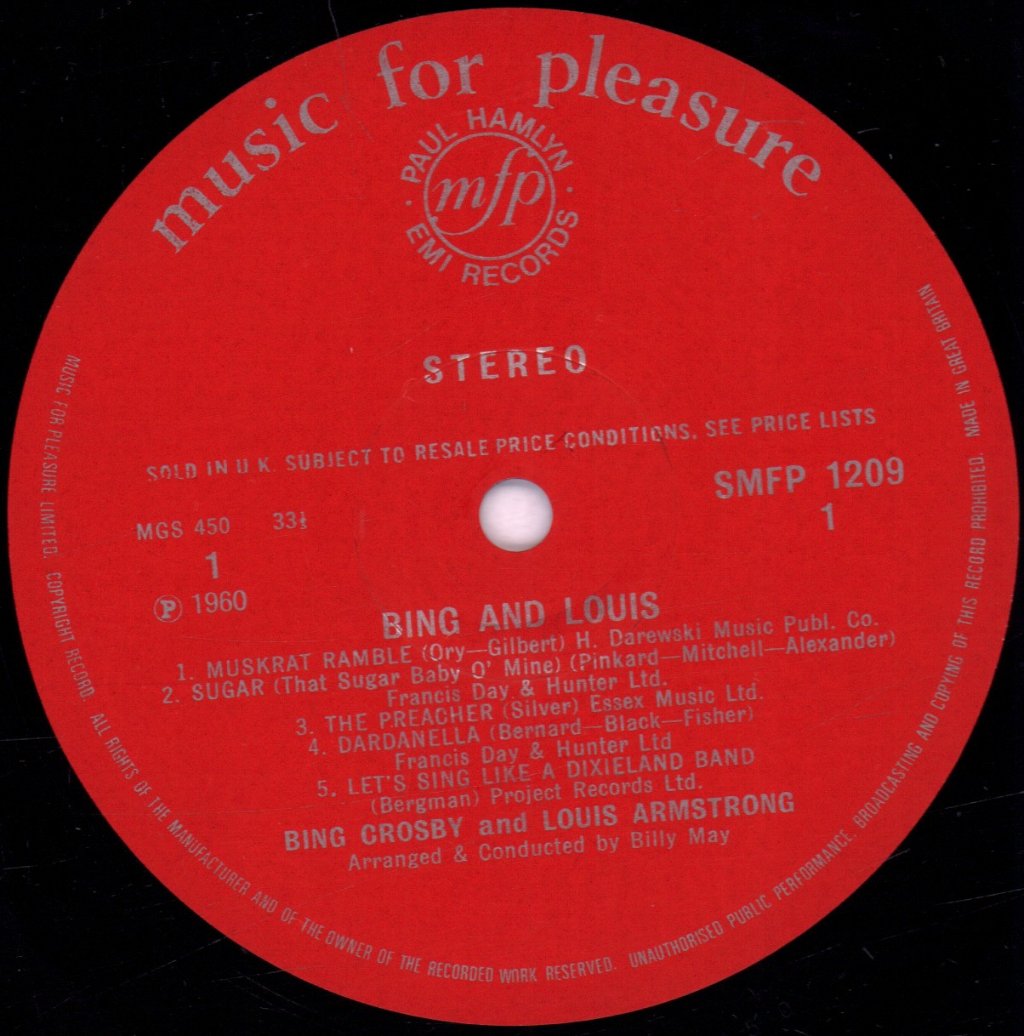 music for pleasure
PAUL HAMLYN
mfp
EMI RECORDS
STEREO
SOLD IN U.K. SUBJECT TO RESALE PRICE CONDITIONS, SEE PRICE LISTS
SMFP 1209
1
MGS 450 33⅓
1
Ⓟ 1960
BING AND LOUIS
1. MUSKRAT RAMBLE (Ory—Gilbert) H. Darewski Music Publ. Co.
2. SUGAR (That Sugar Baby O' Mine) (Pinkard—Mitchell—Alexander)
Francis Day & Hunter Ltd.
3. THE PREACHER (Silver) Essex Music Ltd.
4. DARDANELLA (Bernard—Black—Fisher)
Francis Day & Hunter Ltd
5. LET'S SING LIKE A DIXIELAND BAND
(Bergman) Project Records Ltd.
BING CROSBY and LOUIS ARMSTRONG
Arranged & Conducted by Billy May
MUSIC FOR PLEASURE LIMITED. COPYRIGHT RECORD. ALL RIGHTS OF THE MANUFACTURER AND OF THE OWNER OF THE RECORDED WORK RESERVED. UNAUTHORISED PUBLIC PERFORMANCE, BROADCASTING AND COPYING OF THIS RECORD PROHIBITED. MADE IN GREAT BRITAIN